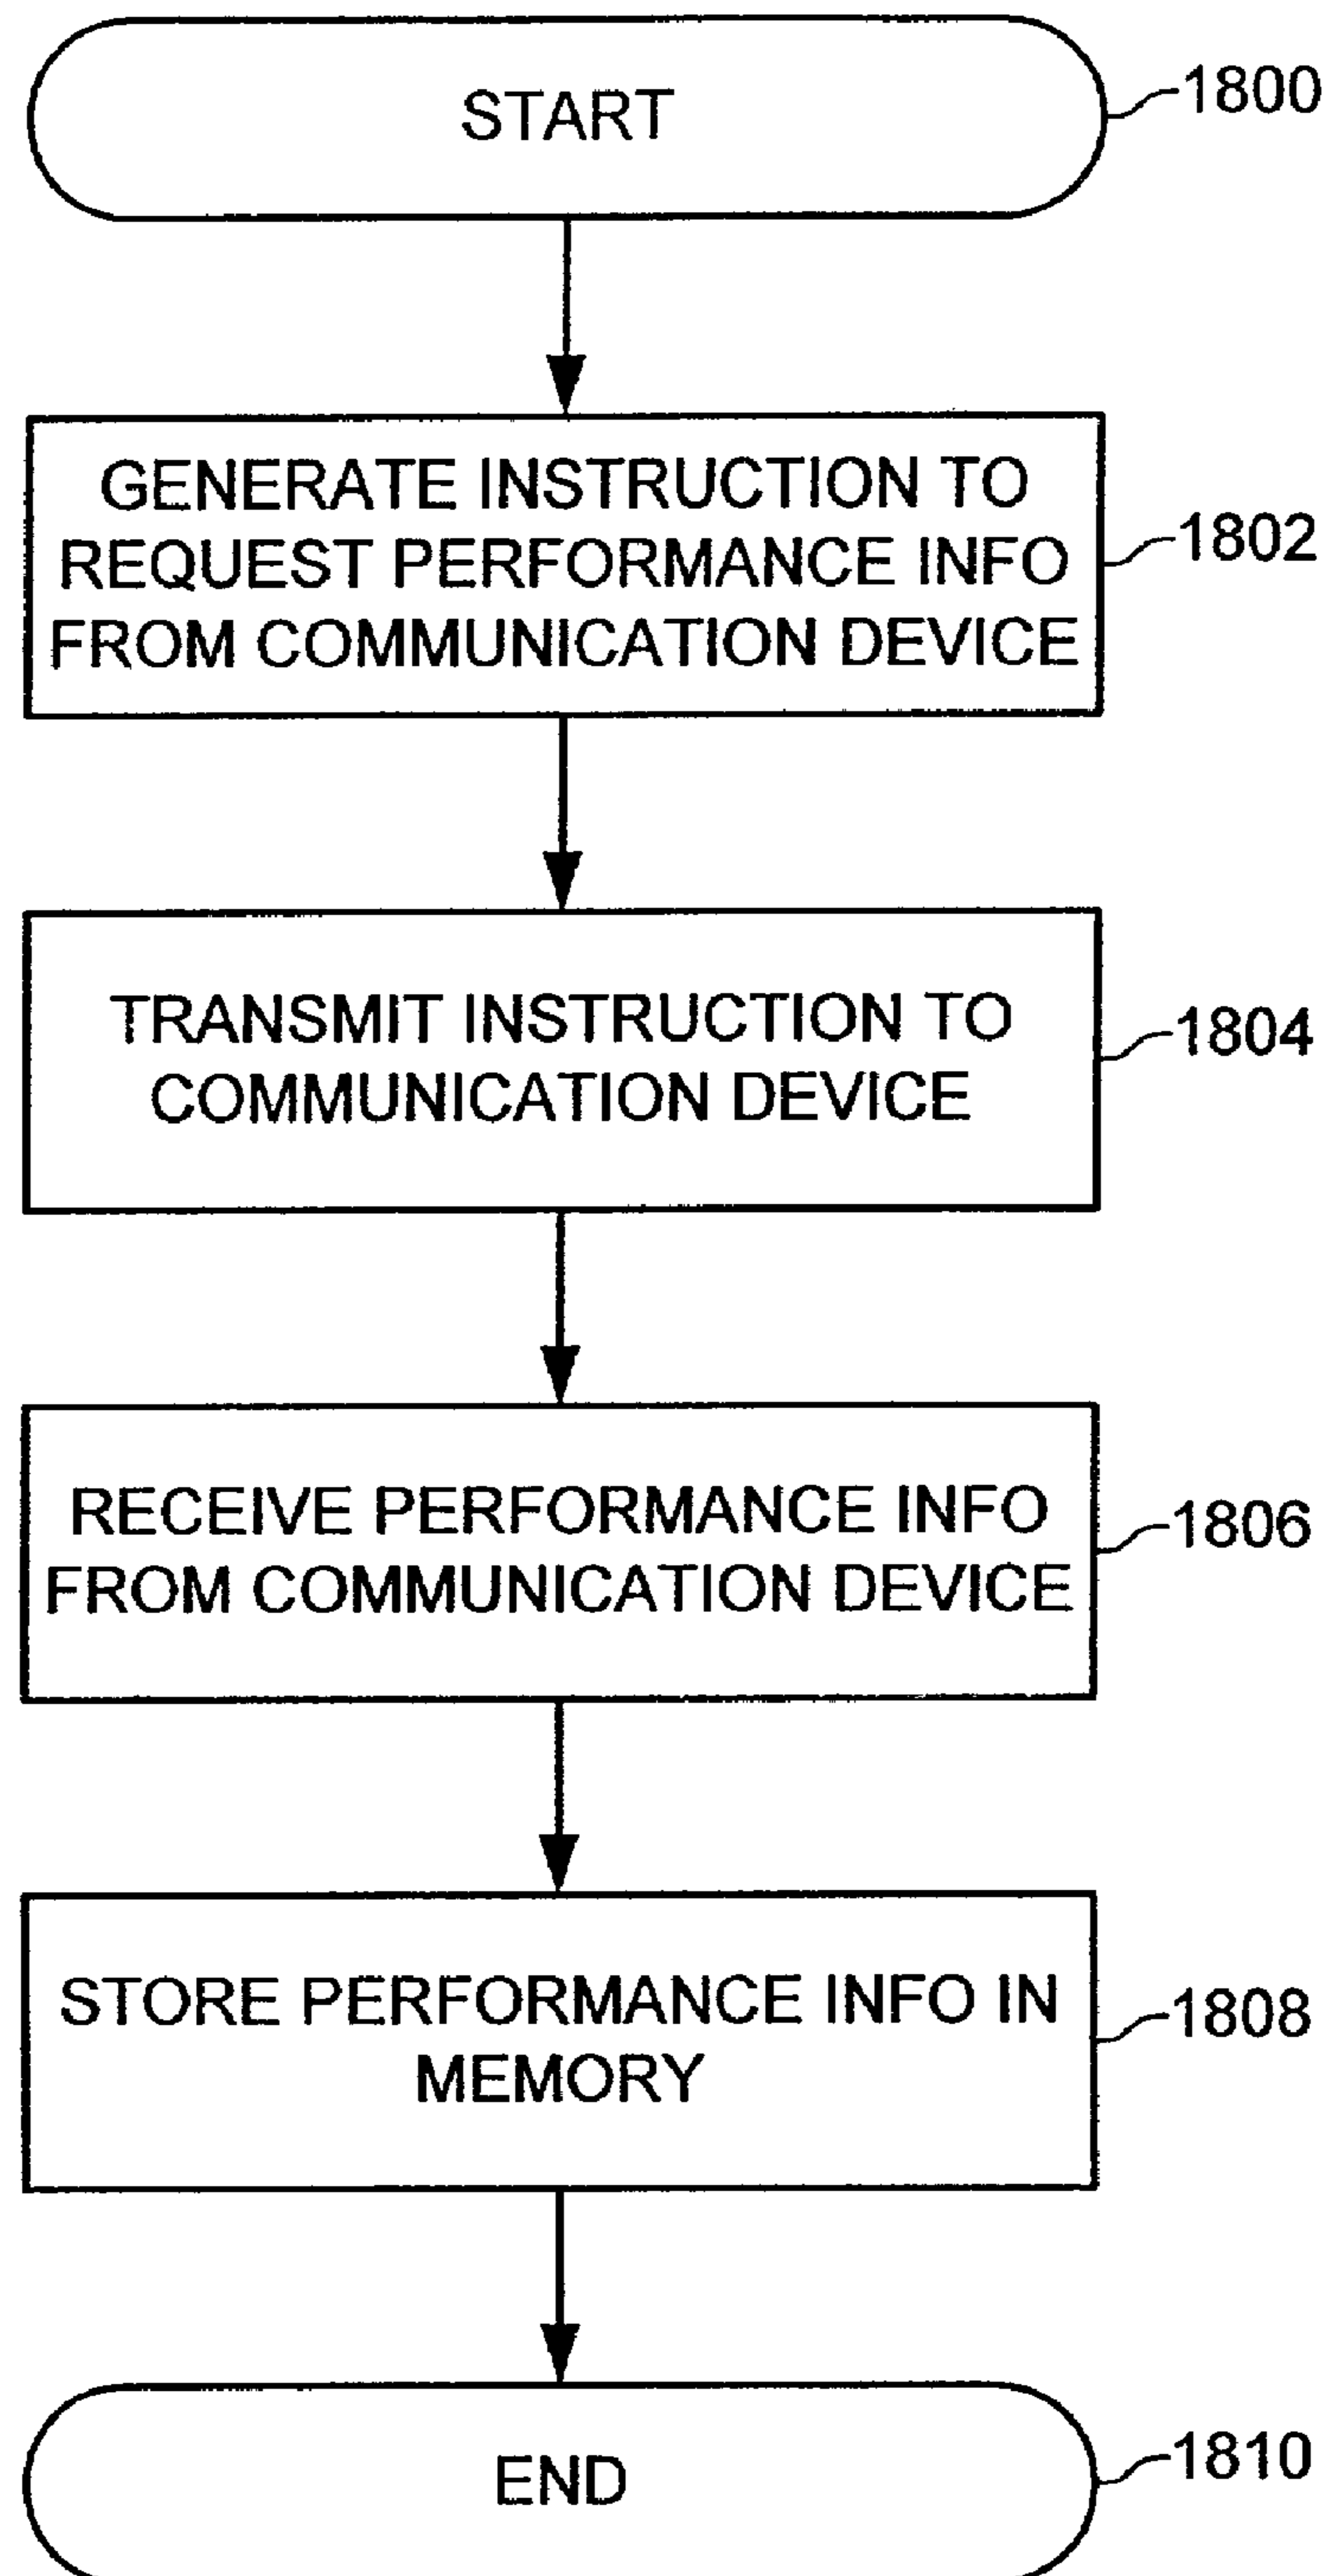 START
1800
GENERATE INSTRUCTION TO
REQUEST PERFORMANCE INFO
FROM COMMUNICATION DEVICE
1802
TRANSMIT INSTRUCTION TO
COMMUNICATION DEVICE
1804
RECEIVE PERFORMANCE INFO
FROM COMMUNICATION DEVICE
1806
STORE PERFORMANCE INFO IN
MEMORY
1808
END
1810